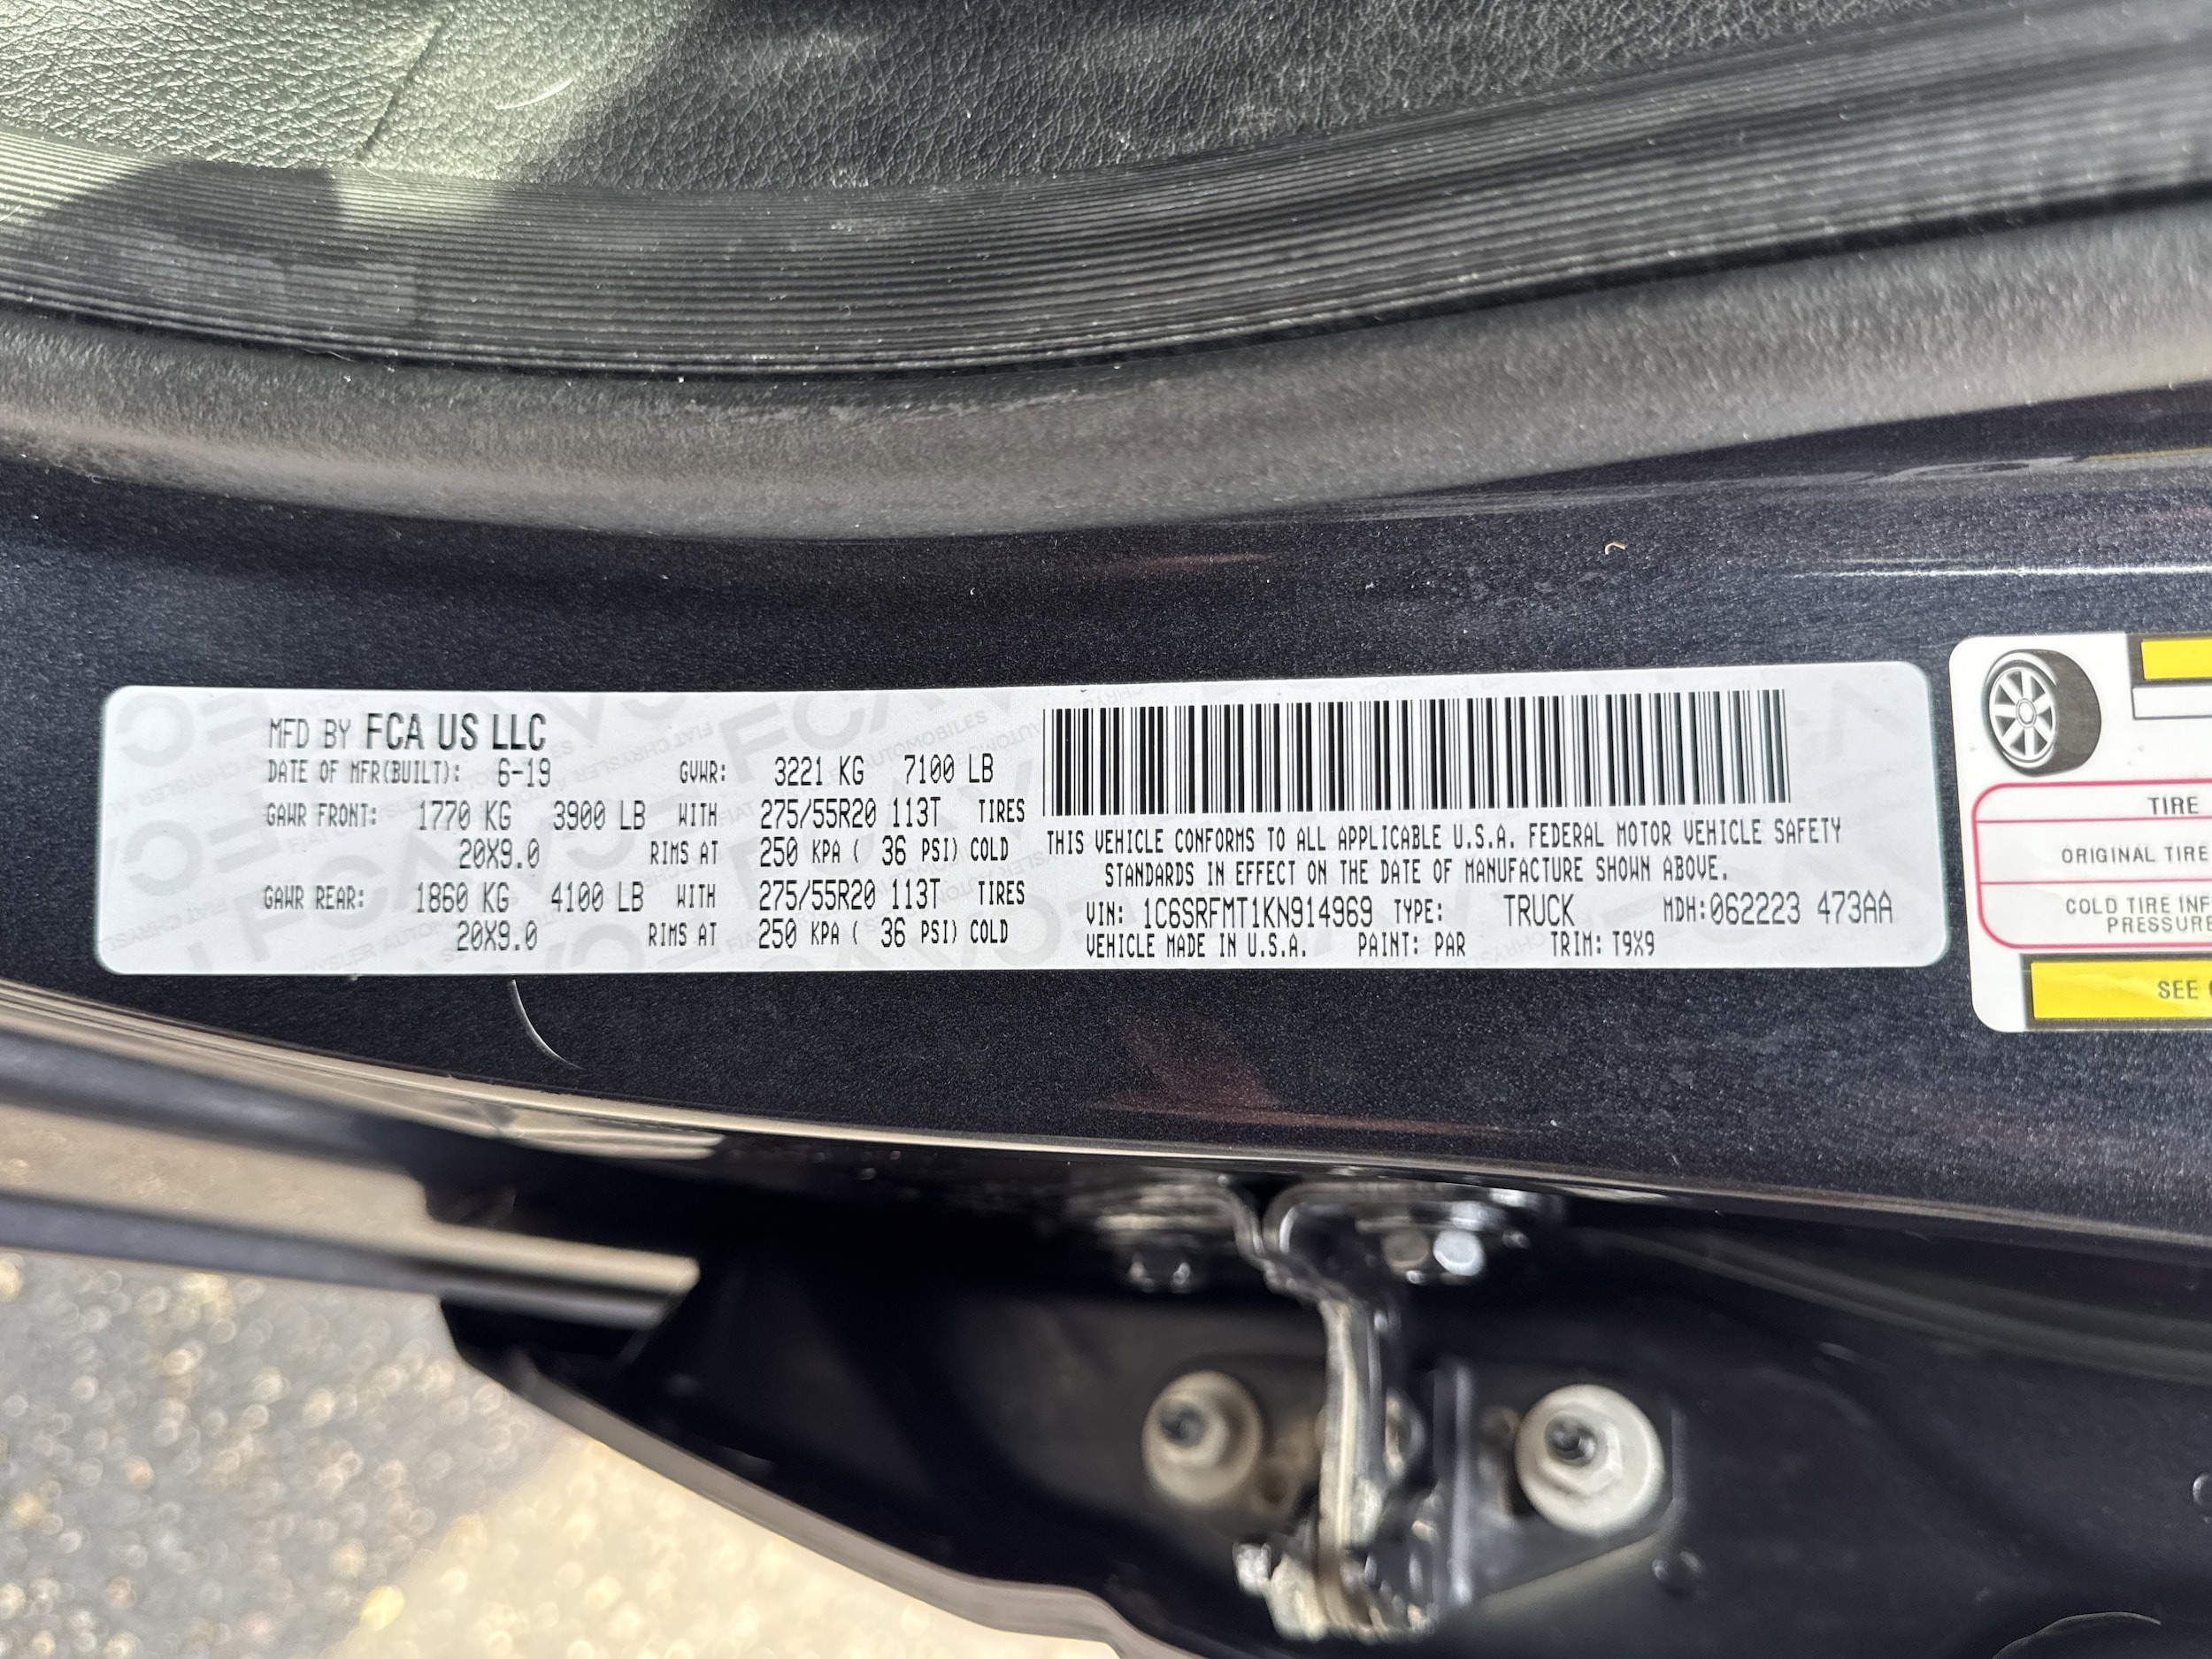 MFD BY FCA US LLC
DATE OF MFR(BUILT): 6-19 GVWR: 3221 KG 7100 LB
GAWR FRONT: 1770 KG 3900 LB WITH 275/55R20 113T TIRES
20X9.0 RIMS AT 250 KPA ( 36 PSI) COLD
GAWR REAR: 1860 KG 4100 LB WITH 275/55R20 113T TIRES
20X9.0 RIMS AT 250 KPA ( 36 PSI) COLD
THIS VEHICLE CONFORMS TO ALL APPLICABLE U.S.A. FEDERAL MOTOR VEHICLE SAFETY
STANDARDS IN EFFECT ON THE DATE OF MANUFACTURE SHOWN ABOVE.
VIN: 1C6SRFMT1KN914969 TYPE: TRUCK MDH:062223 473AA
VEHICLE MADE IN U.S.A. PAINT: PAR TRIM: T9X9
TIRE
ORIGINAL TIRE
COLD TIRE INF
PRESSURE
SEE